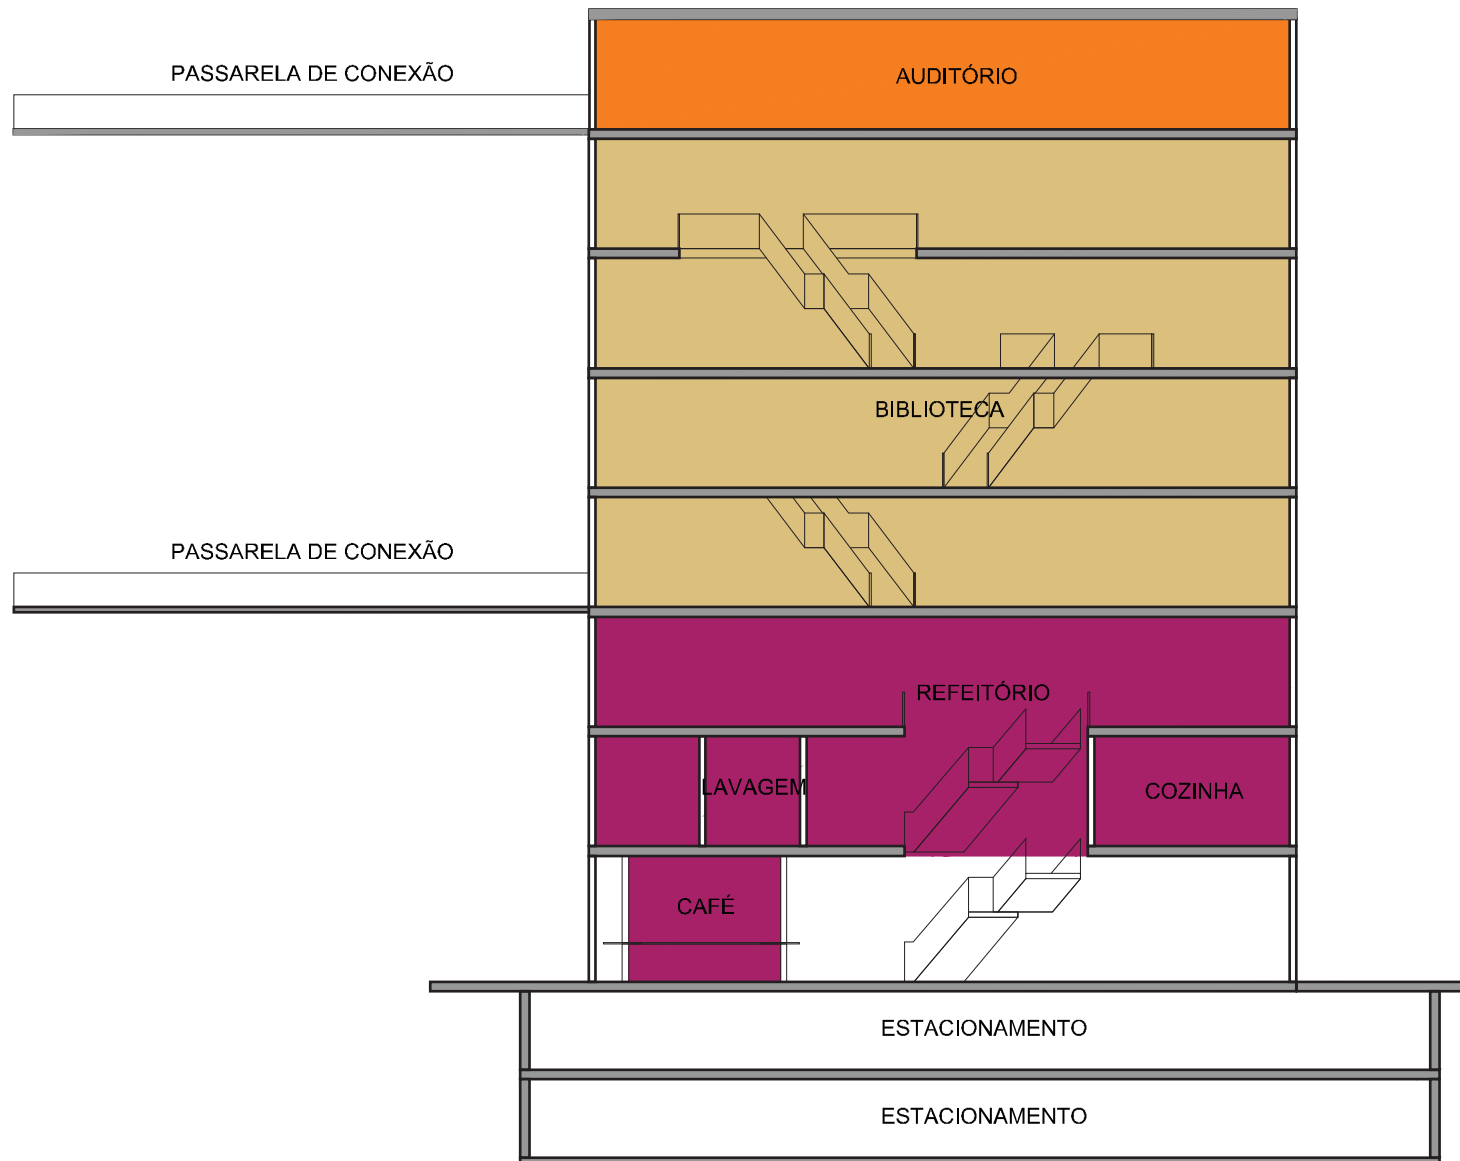 PASSARELA DE CONEXÃO
AUDITÓRIO
BIBLIOTECA
PASSARELA DE CONEXÃO
REFEITÓRIO
LAVAGEM
COZINHA
CAFÉ
ESTACIONAMENTO
ESTACIONAMENTO